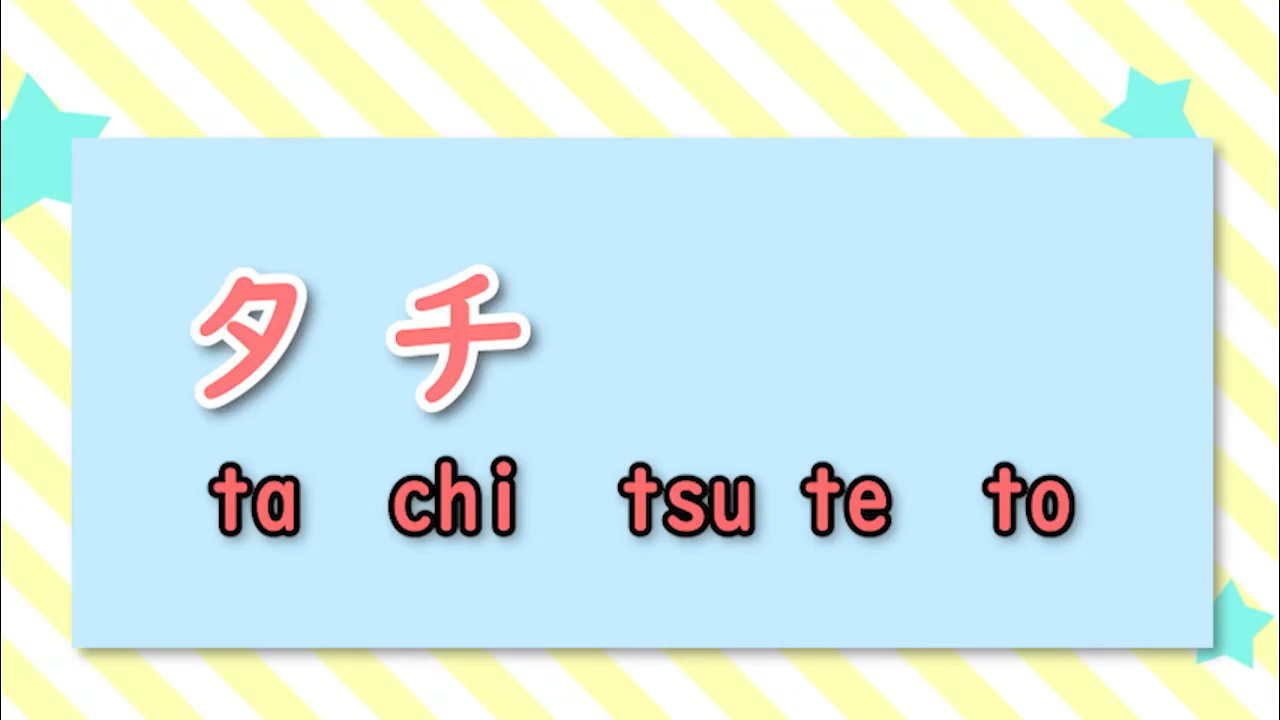 タ チ
ta chi tsu te to